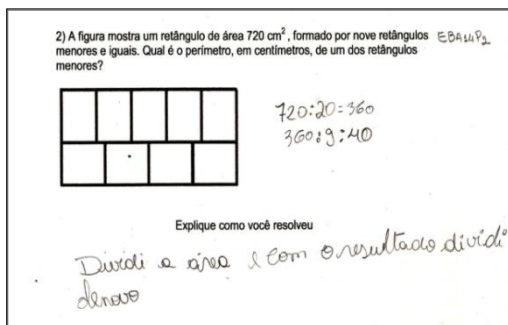 2) A figura mostra um retângulo de área 720 cm², formado por nove retângulos EBA14P2
menores e iguais. Qual é o perímetro, em centímetros, de um dos retângulos
menores?
720:20=360
360:9:40
Explique como você resolveu
Dividi a área e com o resultado dividi
denovo